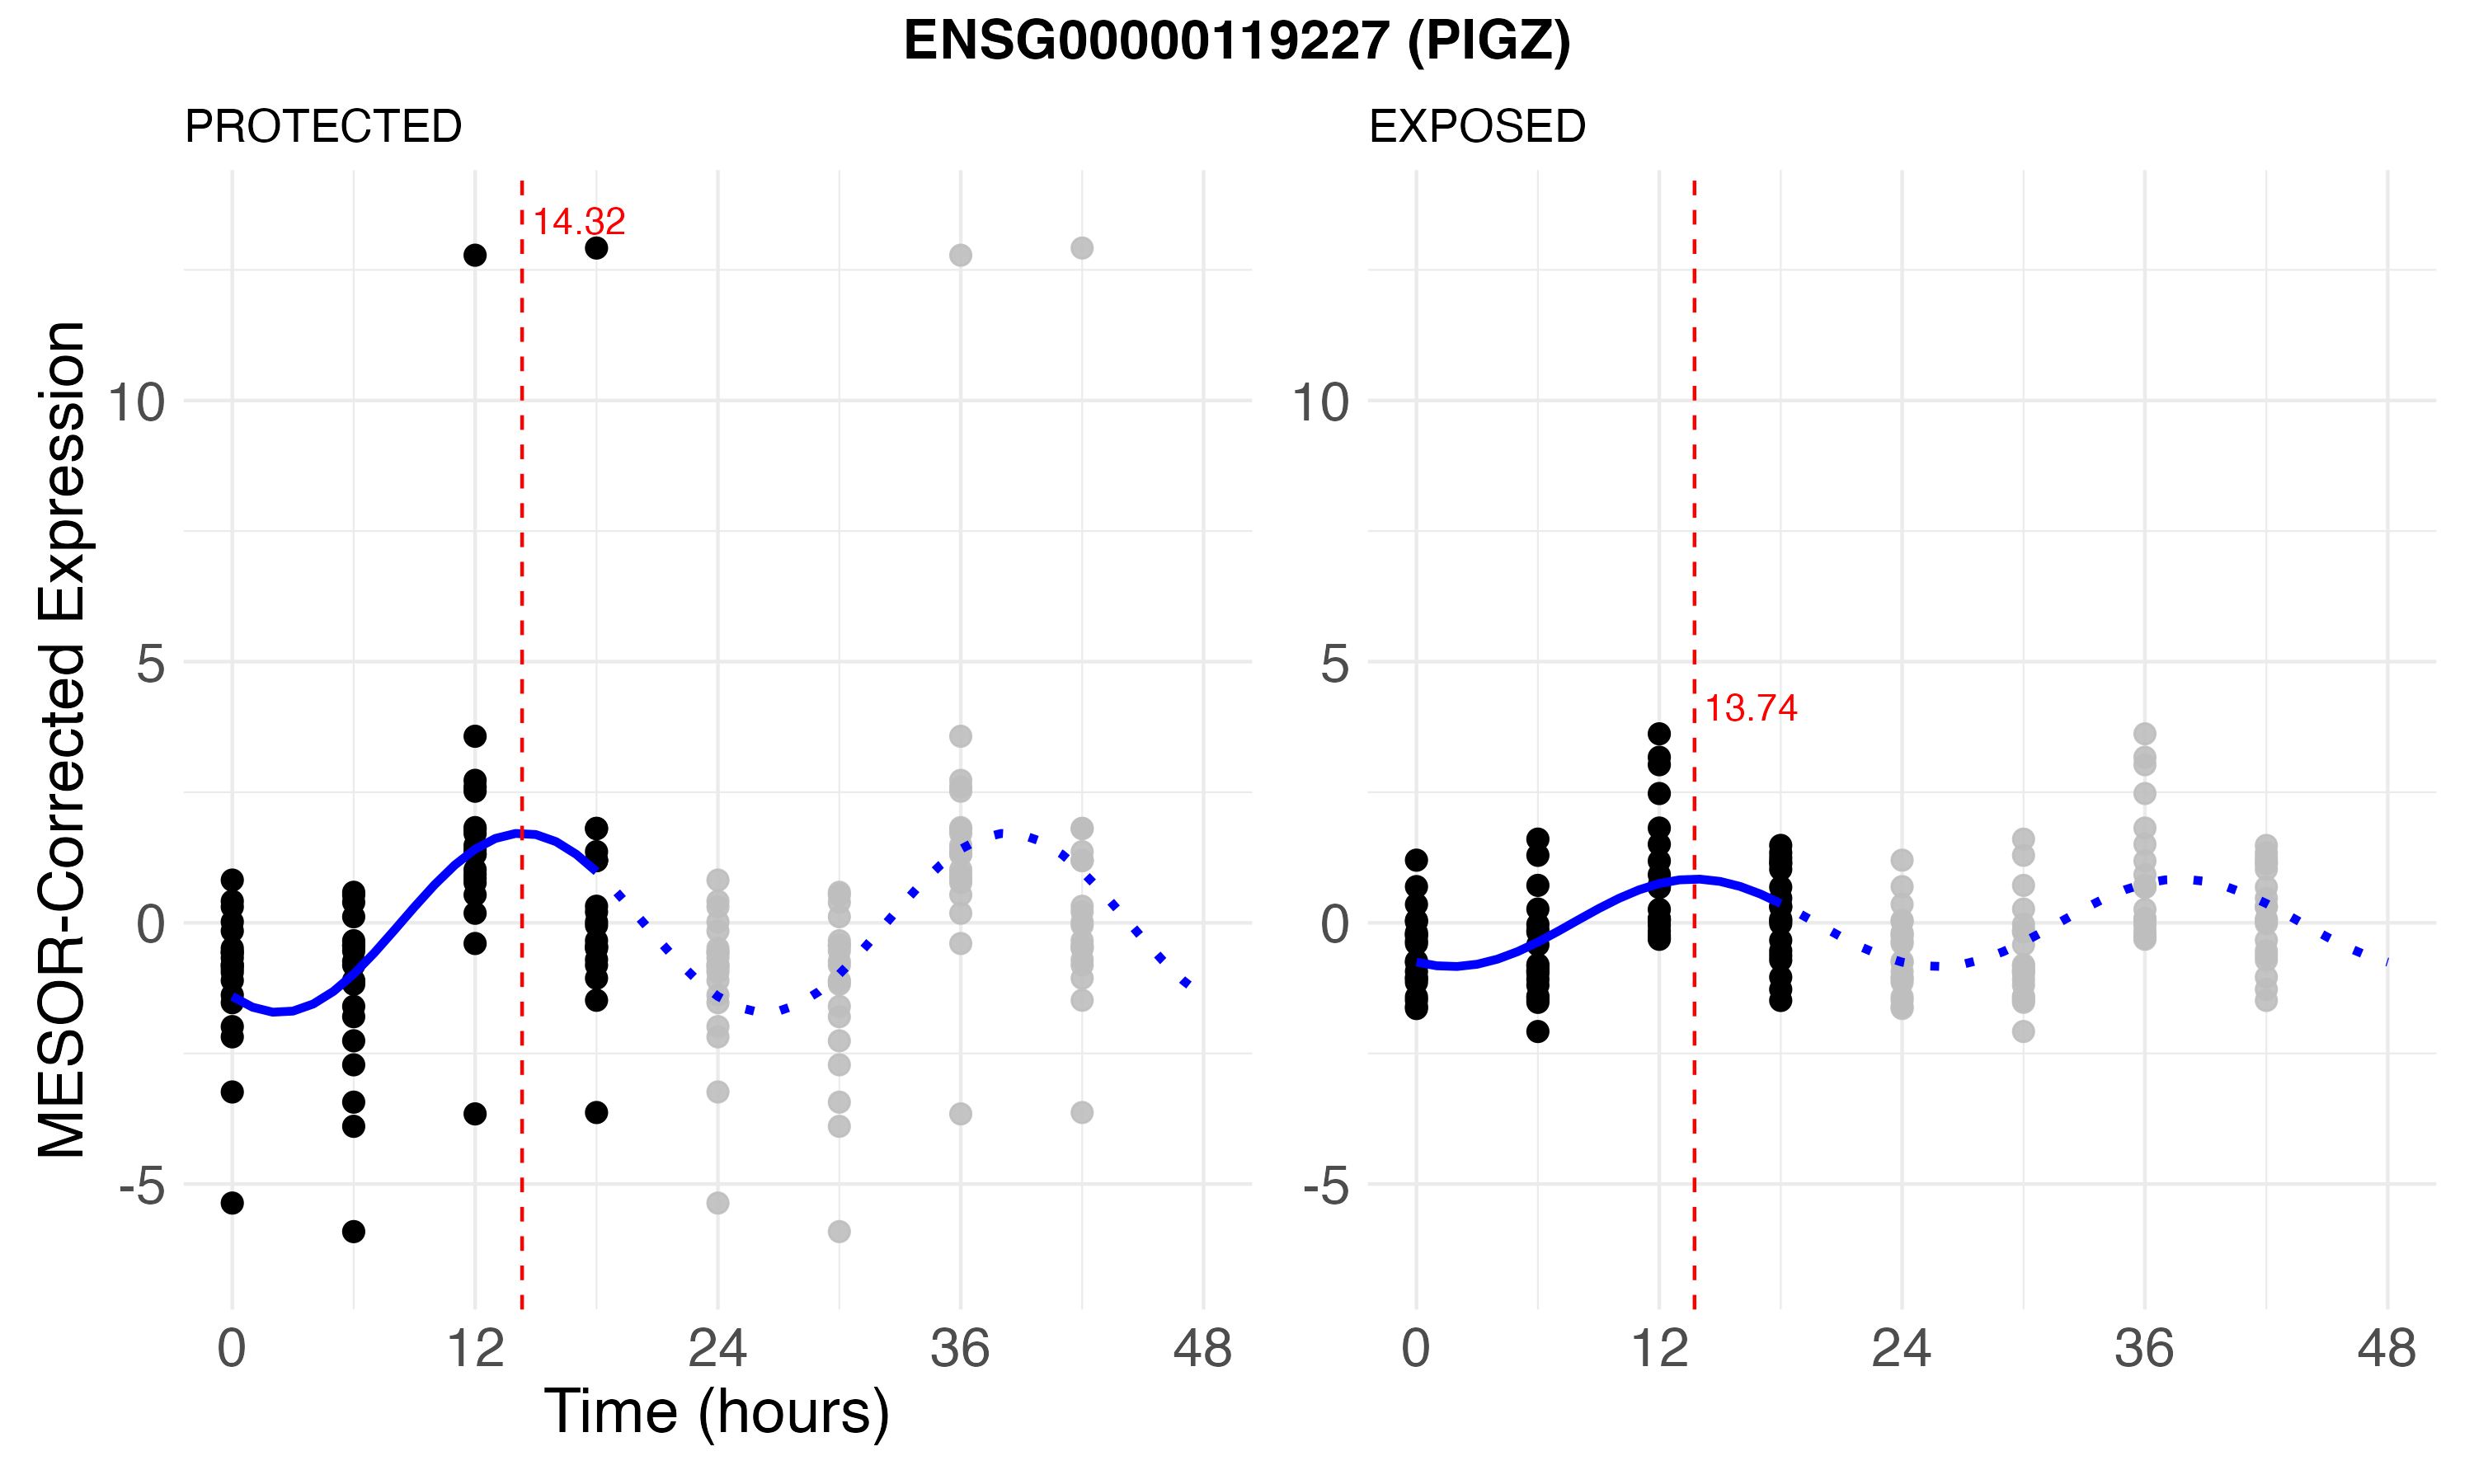 ENSG00000119227 (PIGZ)
PROTECTED
EXPOSED
MESOR-Corrected Expression
10
5
0
-5
14.32
10
5
0
-5
13.74
0 12 24 36 48
0 12 24 36 48
Time (hours)